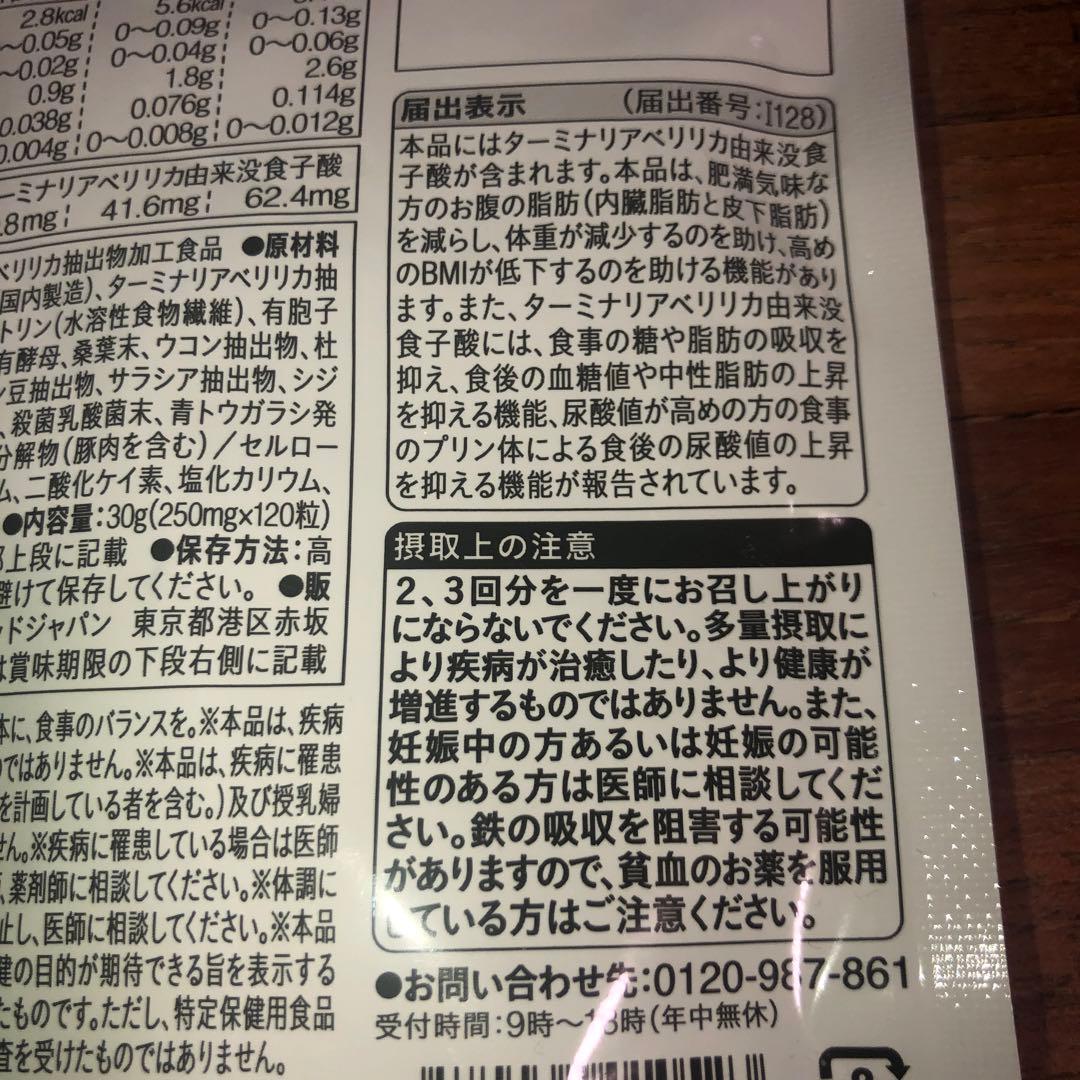 2.8kcal 5.6kcal
〜0.05g 0〜0.09g 0〜0.13g
〜0.02g 0〜0.04g 0〜0.06g
0.9g 1.8g 2.6g
0.038g 0.076g 0.114g
0.004g 0〜0.008g 0〜0.012g
ーミナリアベリリカ由来没食子酸
.8mg 41.6mg 62.4mg
ベリリカ抽出物加工食品 ●原材料
国内製造)、ターミナリアベリリカ抽
トリン(水溶性食物繊維)、有胞子
有酵母、桑葉末、ウコン抽出物、杜
ン豆抽出物、サラシア抽出物、シジ
、殺菌乳酸菌末、青トウガラシ発
分解物(豚肉を含む)/セルロー
ム、二酸化ケイ素、塩化カリウム、
●内容量:30g(250mg×120粒)
部上段に記載 ●保存方法:高
避けて保存してください。 ●販
ッドジャパン 東京都港区赤坂
は賞味期限の下段右側に記載
体に、食事のバランスを。※本品は、疾病
のではありません。※本品は、疾病に罹患
を計画している者を含む。)及び授乳婦
せん。※疾病に罹患している場合は医師
、薬剤師に相談してください。※体調に
止し、医師に相談してください。※本品
健の目的が期待できる旨を表示する
たものです。ただし、特定保健用食品
査を受けたものではありません。
届出表示 (届出番号:I128)
本品にはターミナリアベリリカ由来没食
子酸が含まれます。本品は、肥満気味な
方のお腹の脂肪(内臓脂肪と皮下脂肪)
を減らし、体重が減少するのを助け、高め
のBMIが低下するのを助ける機能があり
ます。また、ターミナリアベリリカ由来没
食子酸には、食事の糖や脂肪の吸収を
抑え、食後の血糖値や中性脂肪の上昇
を抑える機能、尿酸値が高めの方の食事
のプリン体による食後の尿酸値の上昇
を抑える機能が報告されています。
摂取上の注意
2、3回分を一度にお召し上がり
にならないでください。多量摂取に
より疾病が治癒したり、より健康が
増進するものではありません。また、
妊娠中の方あるいは妊娠の可能
性のある方は医師に相談してくだ
さい。鉄の吸収を阻害する可能性
がありますので、貧血のお薬を服用
している方はご注意ください。
●お問い合わせ先:0120-987-861
受付時間:9時〜18時(年中無休)